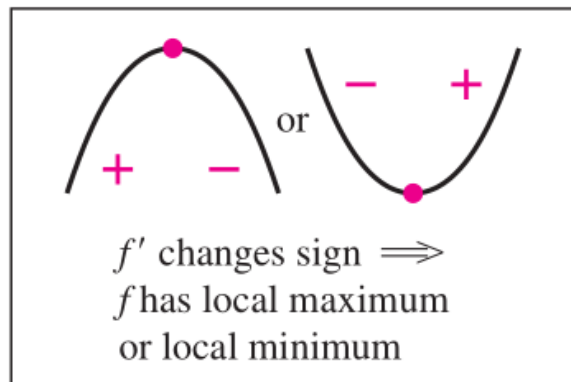 + − or − +
f′ changes sign ⟹
f has local maximum
or local minimum